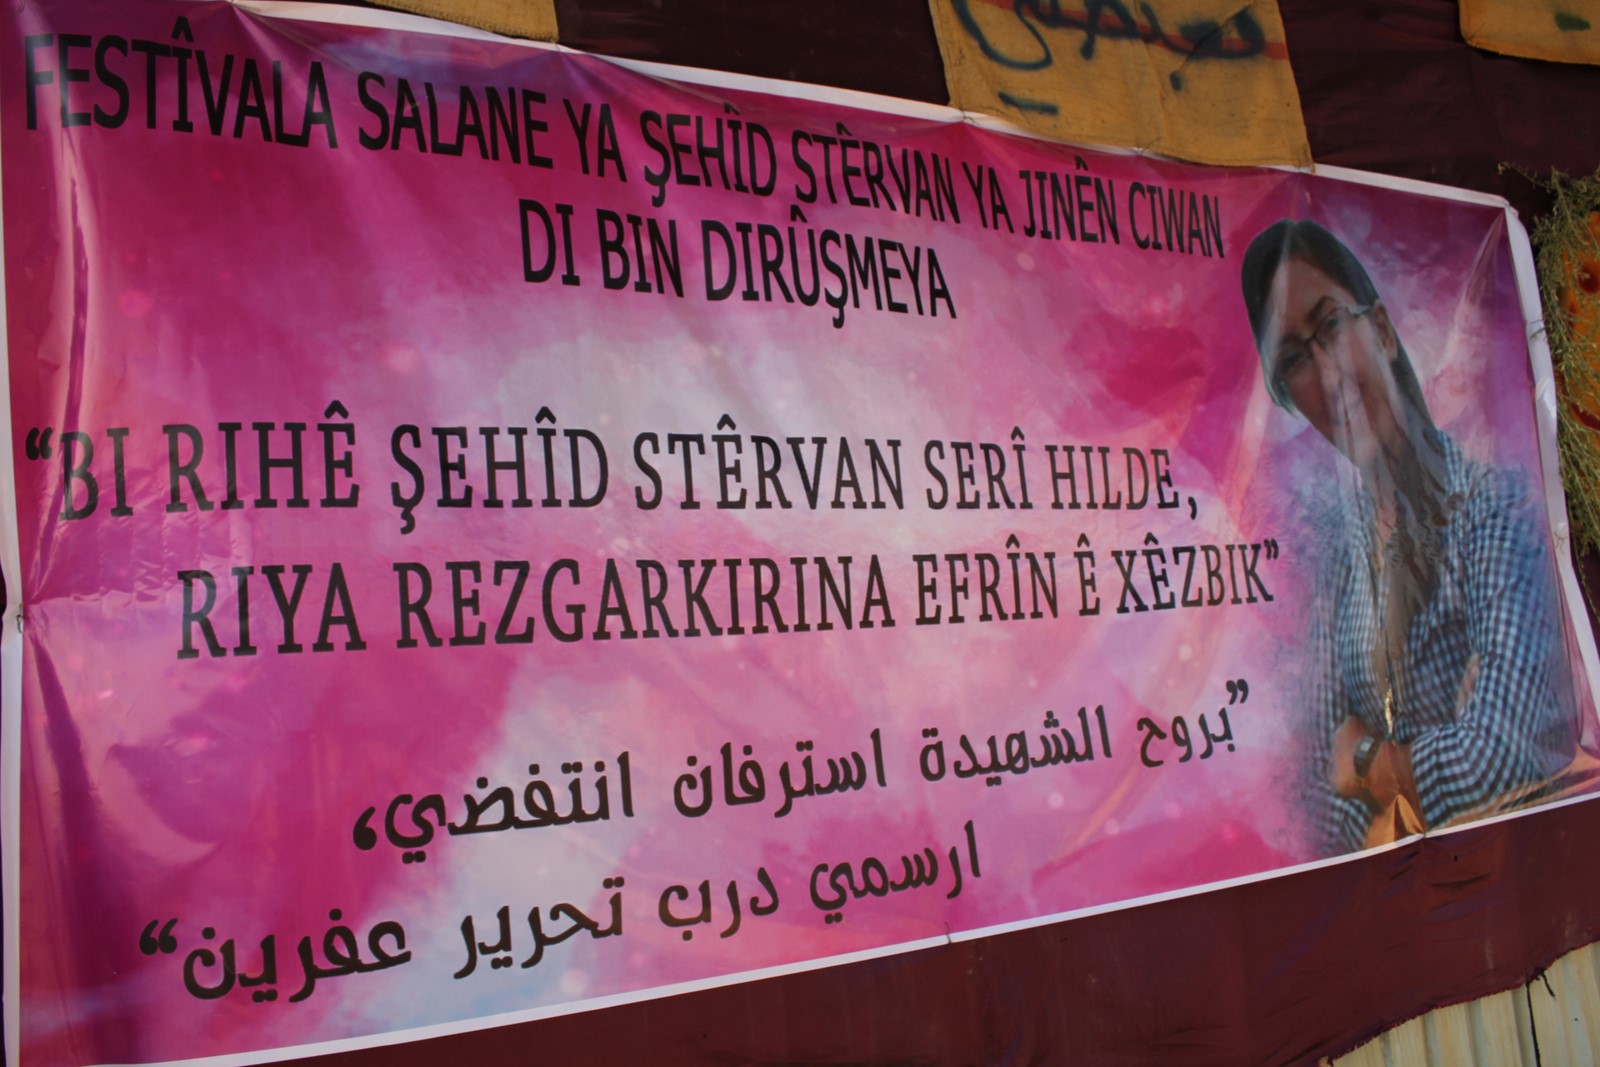 FESTÎVALA SALANE YA ŞEHÎD STÊRVAN YA JINÊN CIWAN
DI BIN DIRÛŞMEYA
“BI RIHÊ ŞEHÎD STÊRVAN SERÎ HILDE,
RIYA REZGARKIRINA EFRÎN Ê XÊZBIK”
”بروح الشهيدة استرفان انتفضي،
ارسمي درب تحرير عفرين“